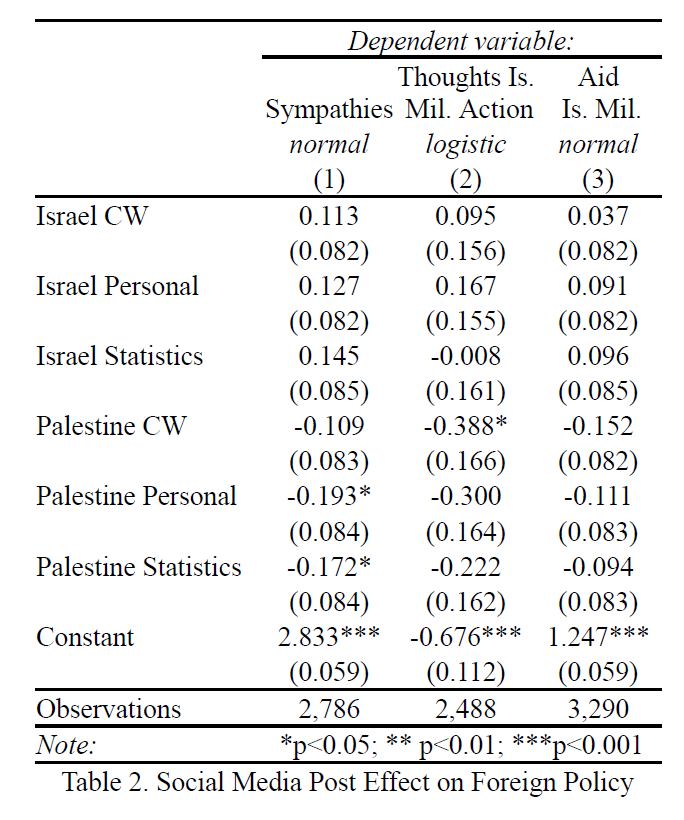 Dependent variable:
Thoughts Is. Aid
Sympathies Mil. Action Is. Mil.
normal logistic normal
(1) (2) (3)
Israel CW 0.113 0.095 0.037
(0.082) (0.156) (0.082)
Israel Personal 0.127 0.167 0.091
(0.082) (0.155) (0.082)
Israel Statistics 0.145 -0.008 0.096
(0.085) (0.161) (0.085)
Palestine CW -0.109 -0.388* -0.152
(0.083) (0.166) (0.082)
Palestine Personal -0.193* -0.300 -0.111
(0.084) (0.164) (0.083)
Palestine Statistics -0.172* -0.222 -0.094
(0.084) (0.162) (0.083)
Constant 2.833*** -0.676*** 1.247***
(0.059) (0.112) (0.059)
Observations 2,786 2,488 3,290
Note: *p<0.05; ** p<0.01; ***p<0.001
Table 2. Social Media Post Effect on Foreign Policy